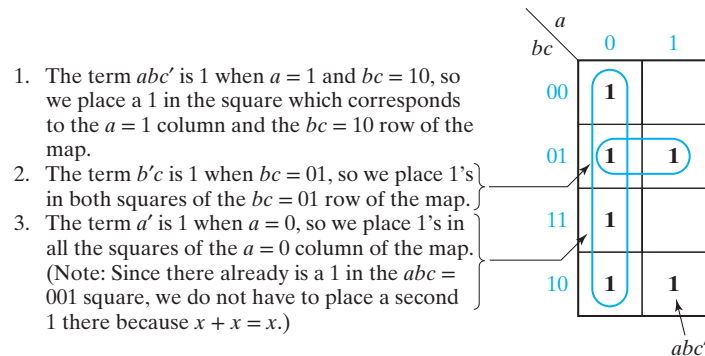 1. The term abc′ is 1 when a = 1 and bc = 10, so
we place a 1 in the square which corresponds
to the a = 1 column and the bc = 10 row of the
map.
2. The term b′c is 1 when bc = 01, so we place 1's
in both squares of the bc = 01 row of the map.
3. The term a′ is 1 when a = 0, so we place 1's in
all the squares of the a = 0 column of the map.
(Note: Since there already is a 1 in the abc =
001 square, we do not have to place a second
1 there because x + x = x.)
a
bc 0 1
00 1
01 1 1
11 1
10 1 1
abc′